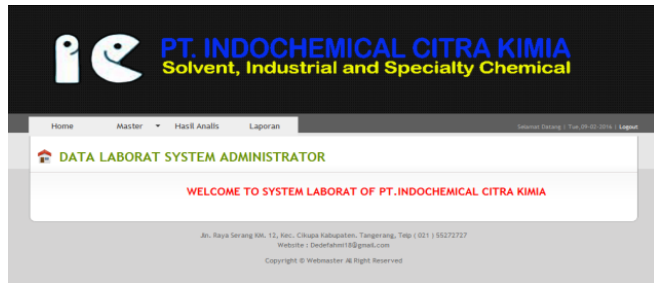 PT. INDOCHEMICAL CITRA KIMIA
Solvent, Industrial and Specialty Chemical
Home Master Hasil Analis Laporan
Selamat Datang | Tue, 09-02-2016 | Logout
DATA LABORAT SYSTEM ADMINISTRATOR
WELCOME TO SYSTEM LABORAT OF PT.INDOCHEMICAL CITRA KIMIA
Jln. Raya Serang KM. 12, Kec. Cikupa Kabupaten. Tangerang, Telp ( 021 ) 55272727
Website : Dedefahmi18@gmail.com
Copyright © Webmaster All Right Reserved